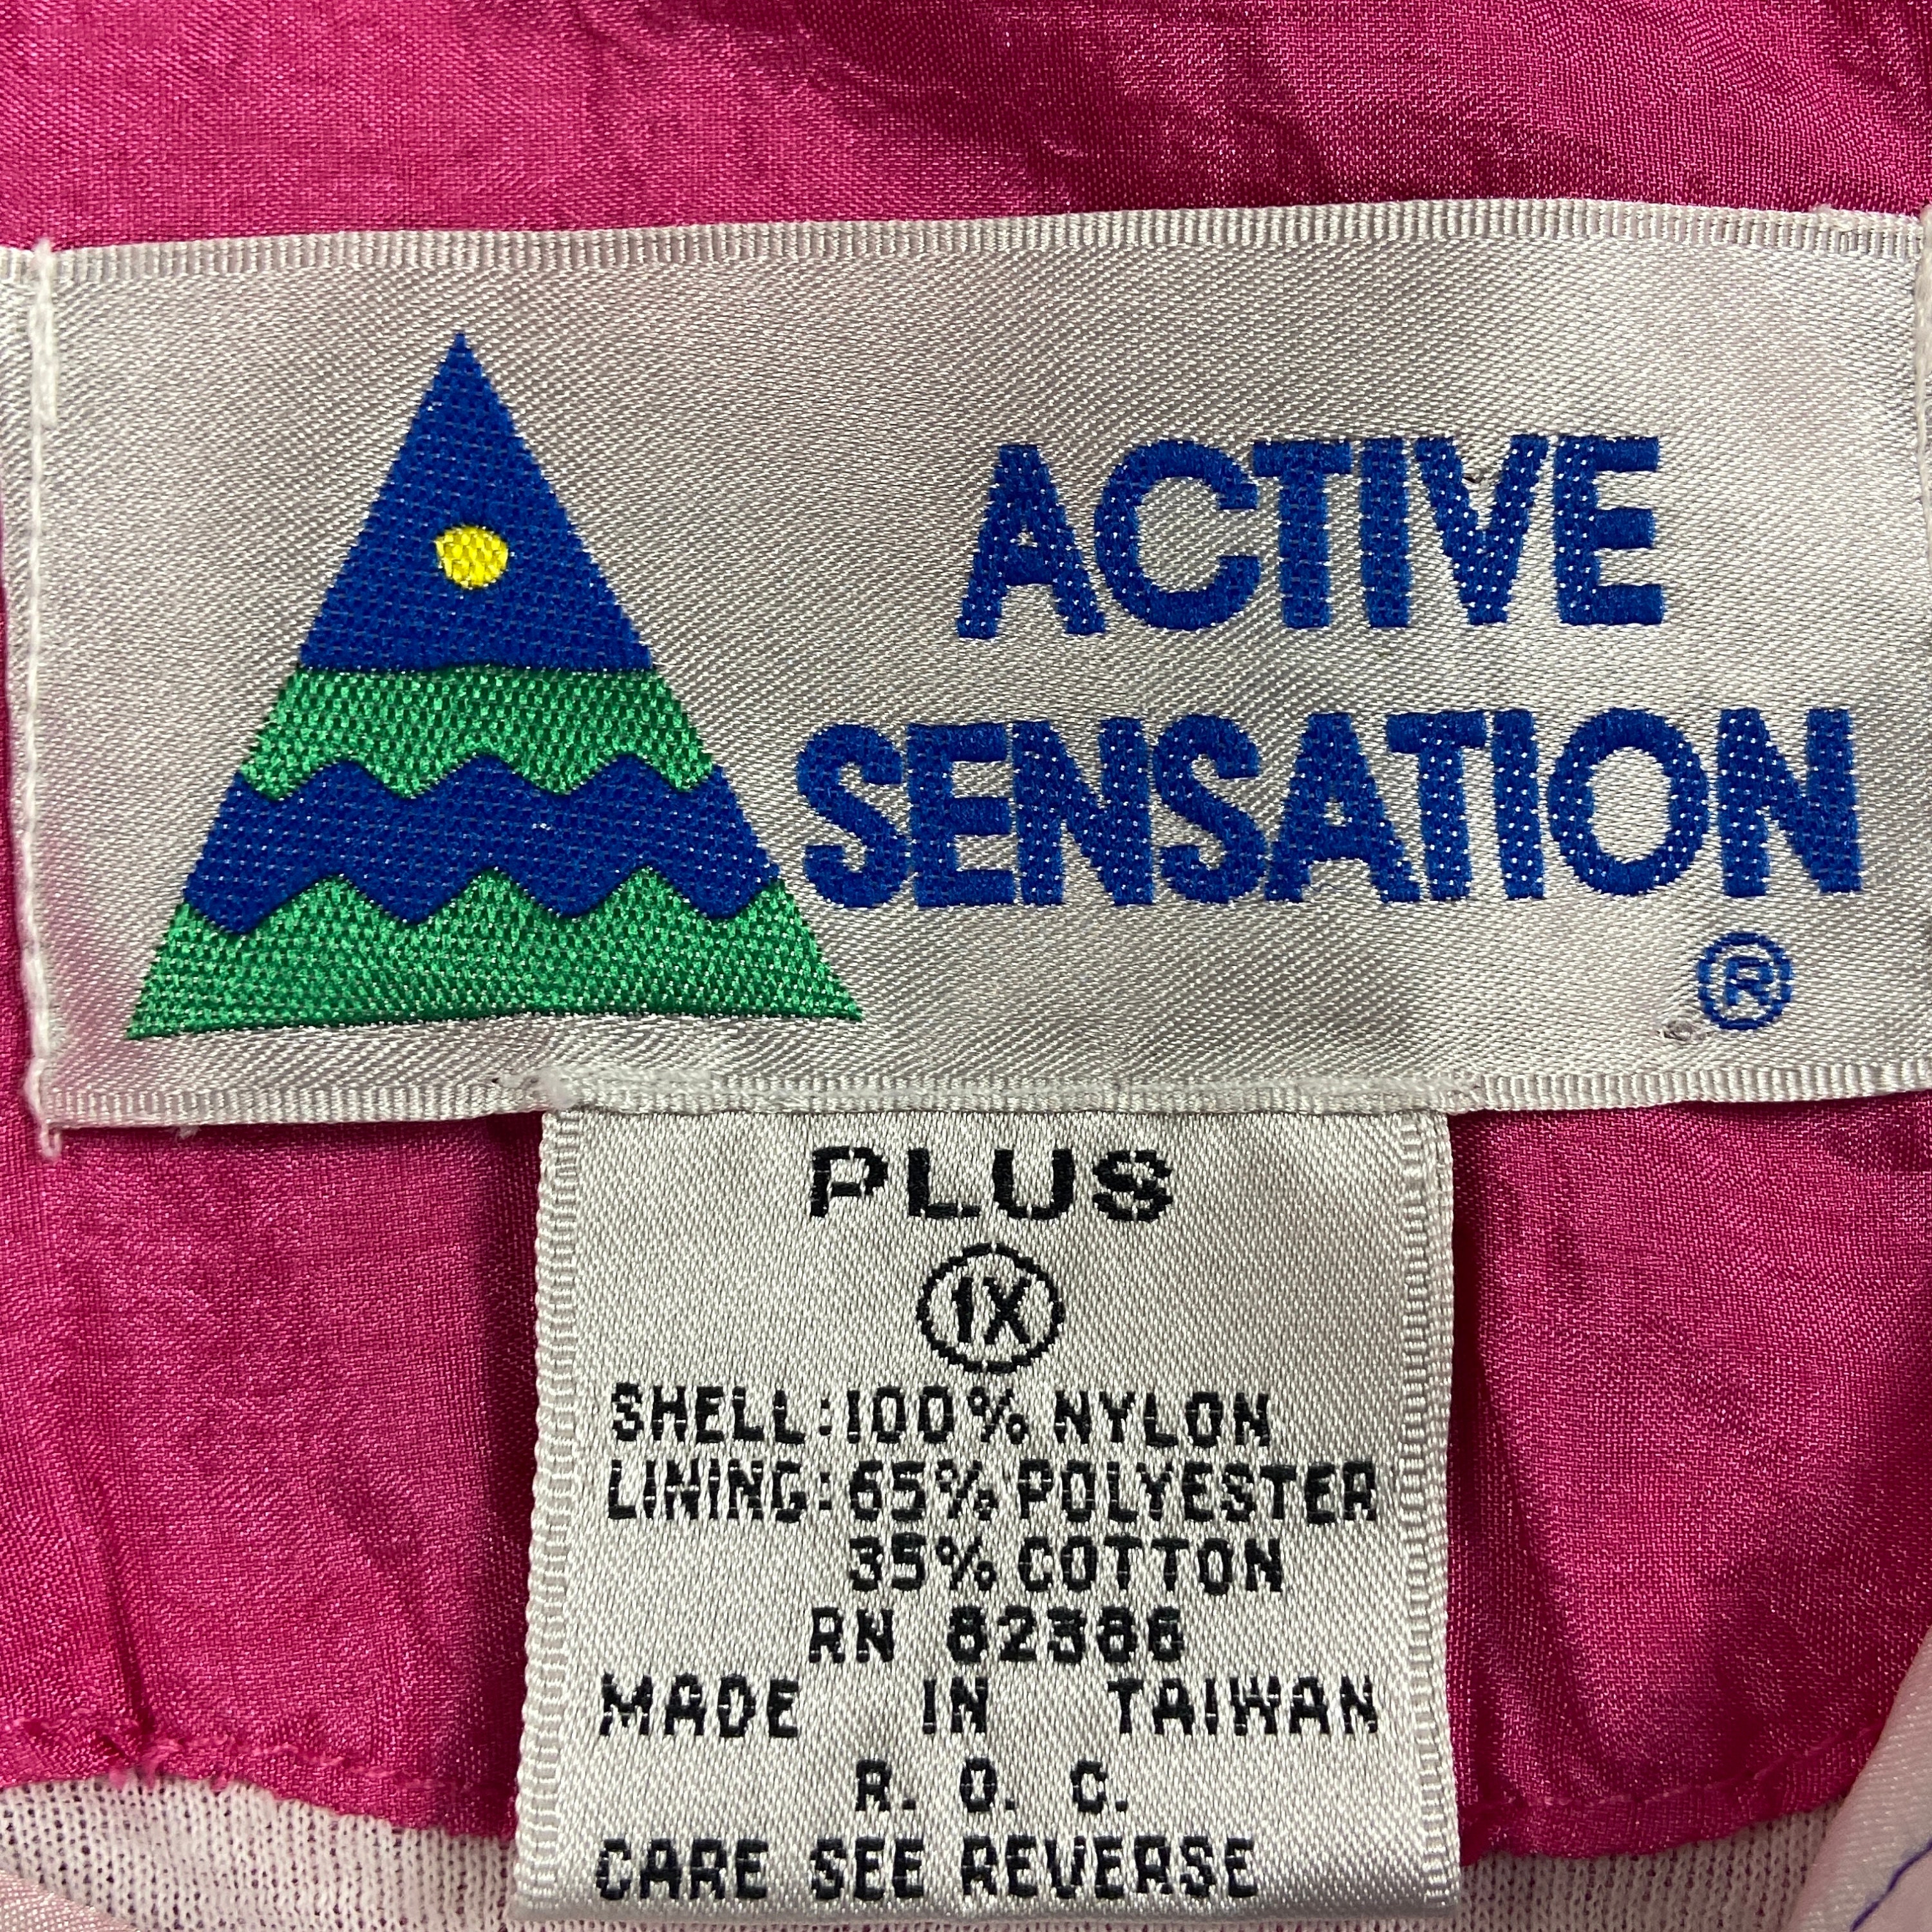 ACTIVE
SENSATION
®
PLUS
1X
SHELL:100% NYLON
LINING:65% POLYESTER
35% COTTON
RN 82386
MADE IN TAIWAN
R. O. C.
CARE SEE REVERSE